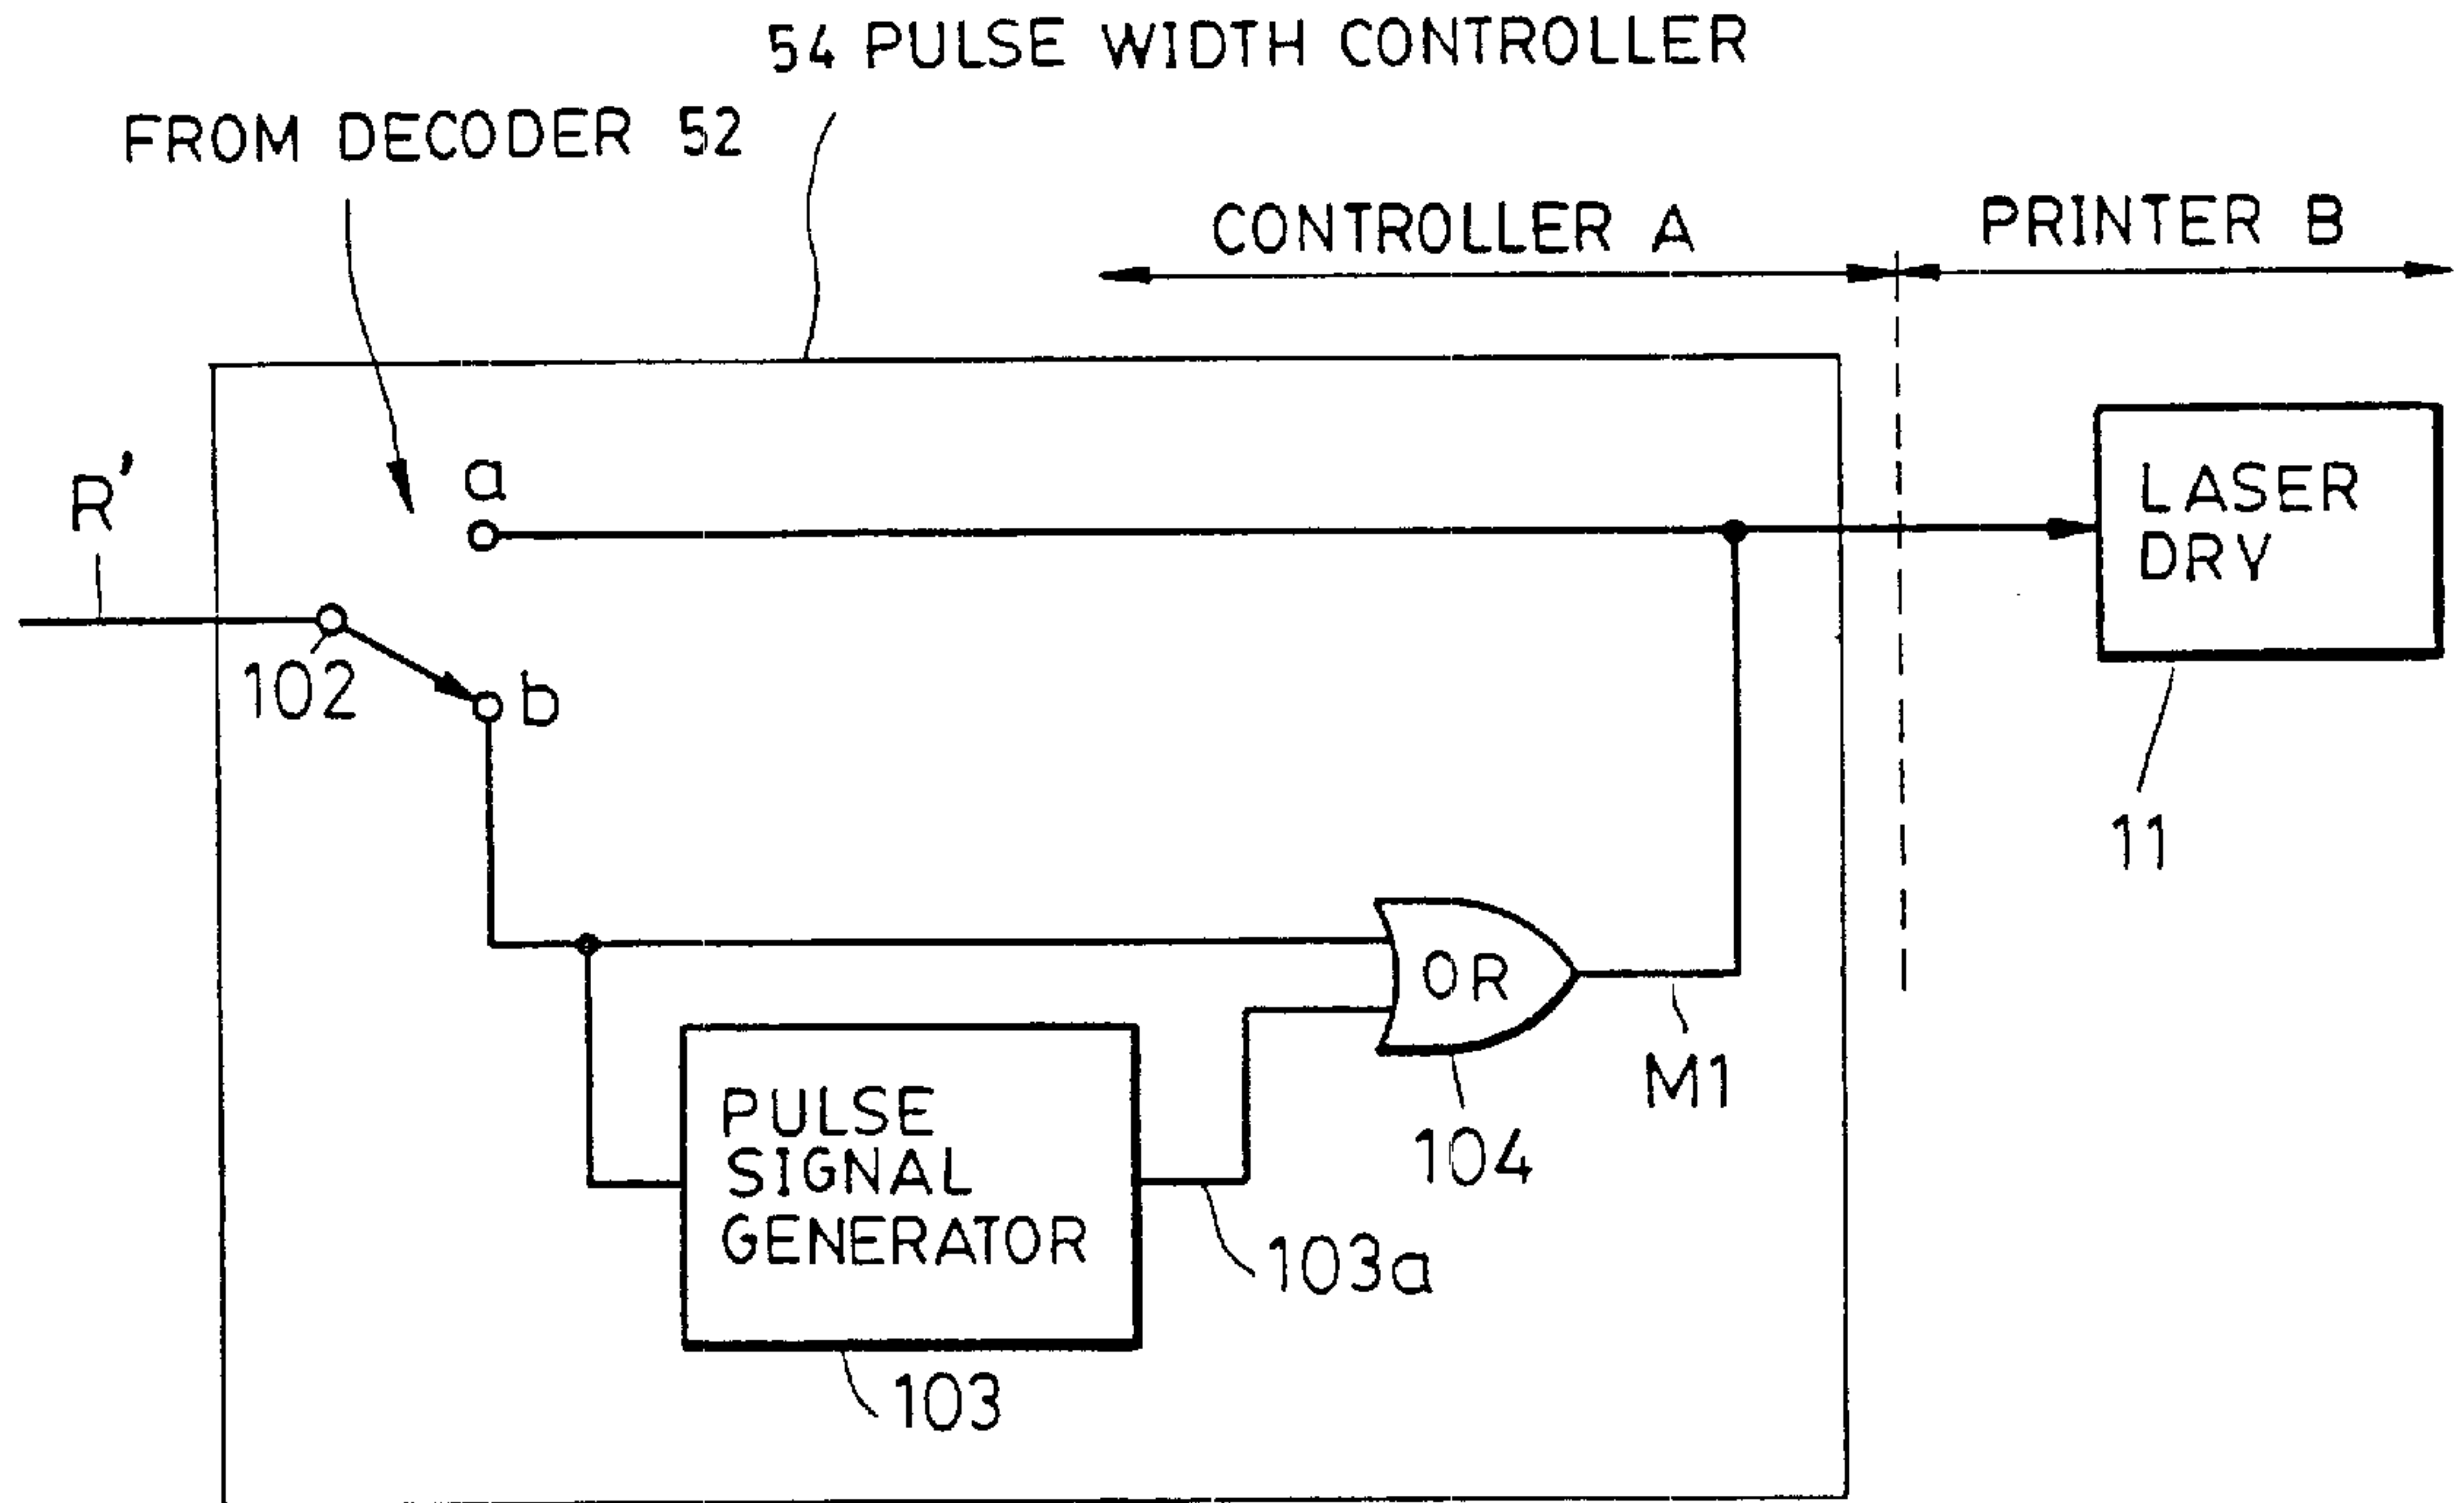 54 PULSE WIDTH CONTROLLER
FROM DECODER 52
CONTROLLER A
PRINTER B
R'
a
LASER
DRY
102
b
11
OR
M1
104
PULSE
SIGNAL
GENERATOR
103a
103